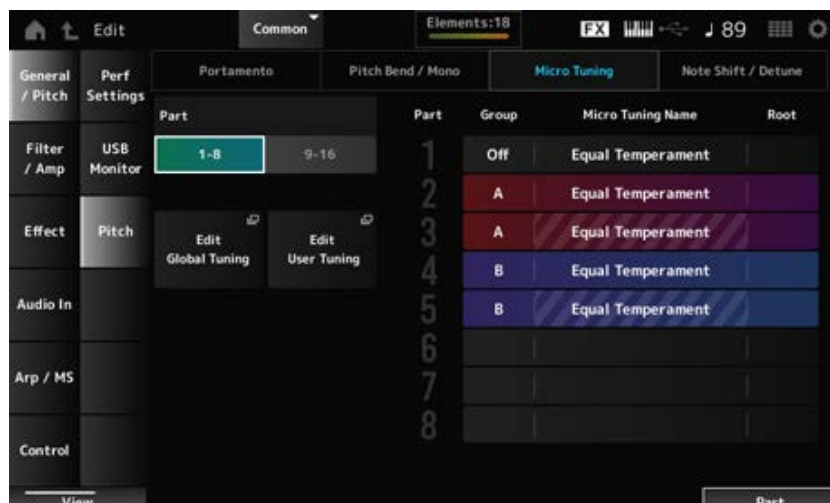 Edit
Common
Elements:18
FX
89
General / Pitch
Perf Settings
Portamento
Pitch Bend / Mono
Micro Tuning
Note Shift / Detune
Part
Part
Group
Micro Tuning Name
Root
Filter / Amp
USB Monitor
1-8
9-16
1
Off
Equal Temperament
2
A
Equal Temperament
Effect
Pitch
Edit Global Tuning
Edit User Tuning
3
A
Equal Temperament
4
B
Equal Temperament
Audio In
5
B
Equal Temperament
6
Arp / MS
7
8
Control
View
Part